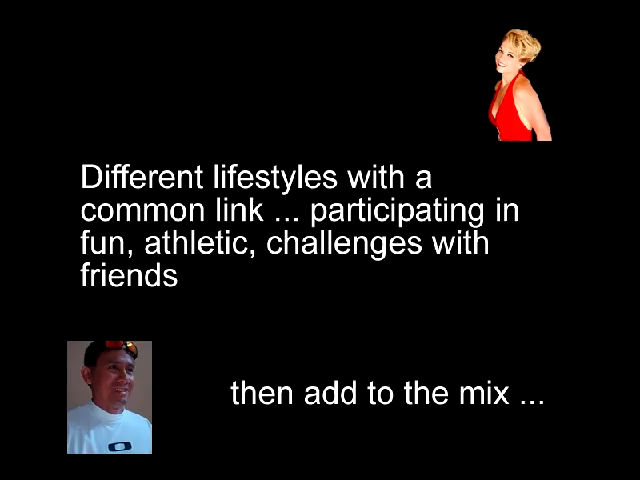 Different lifestyles with a
common link ... participating in
fun, athletic, challenges with
friends
then add to the mix ...